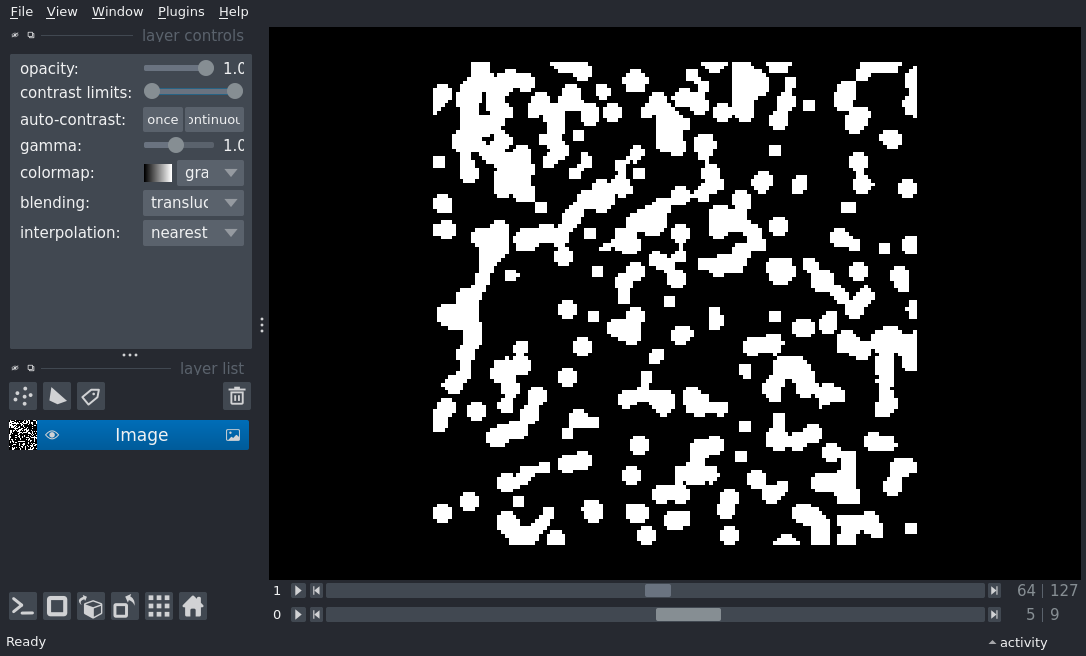 File View Window Plugins Help
layer controls
opacity: 1.0
contrast limits:
auto-contrast: once ontinuou
gamma: 1.0
colormap: gra
blending: transluc
interpolation: nearest
layer list
Image
1 64 127
0 5 9
Ready activity